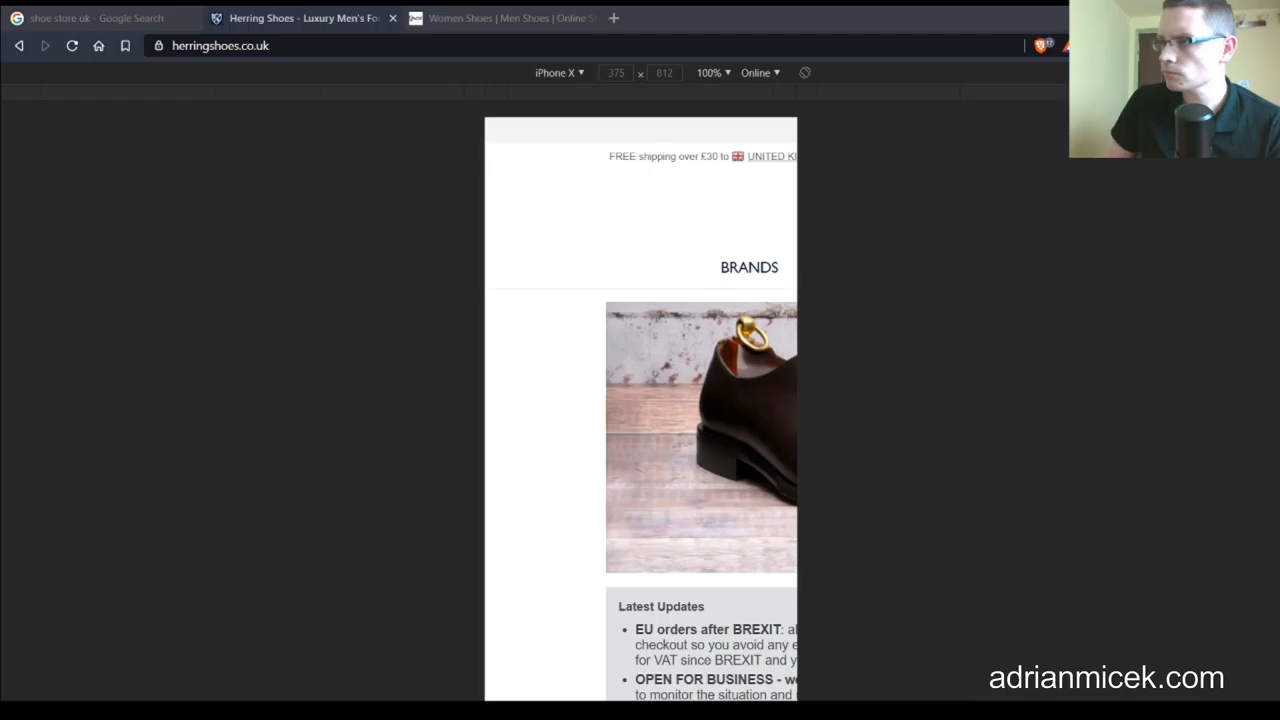 shoe store uk - Google Search
Herring Shoes - Luxury Men's Fo
Women Shoes | Men Shoes | Online S
herringshoes.co.uk
iPhone X
375 x 812
100%
Online
FREE shipping over £30 to UNITED KI
BRANDS
Latest Updates
• EU orders after BREXIT: al
checkout so you avoid any e
for VAT since BREXIT and y
• OPEN FOR BUSINESS - we
to monitor the situation and
adrianmicek.com